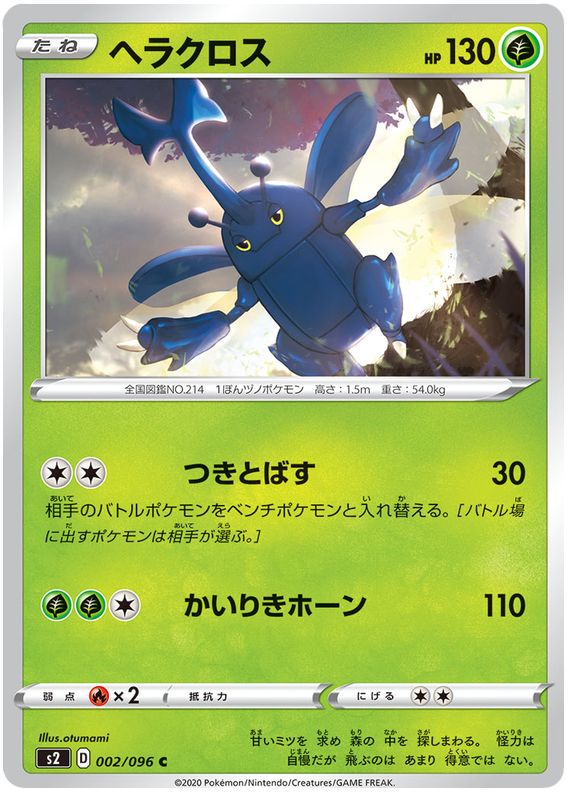 たね ヘラクロス HP 130
全国図鑑NO.214 1ぽんヅノポケモン 高さ:1.5m 重さ:54.0kg
つきとばす 30
相手のバトルポケモンをベンチポケモンと入れ替える。[バトル場
に出すポケモンは相手が選ぶ。]
かいりきホーン 110
弱点 ×2 抵抗力 にげる
Illus.otumami
甘いミツを 求め 森の 中を 探しまわる。 怪力は
自慢だが 飛ぶのは あまり 得意では ない。
s2 D 002/096 C
©2020 Pokémon/Nintendo/Creatures/GAME FREAK.